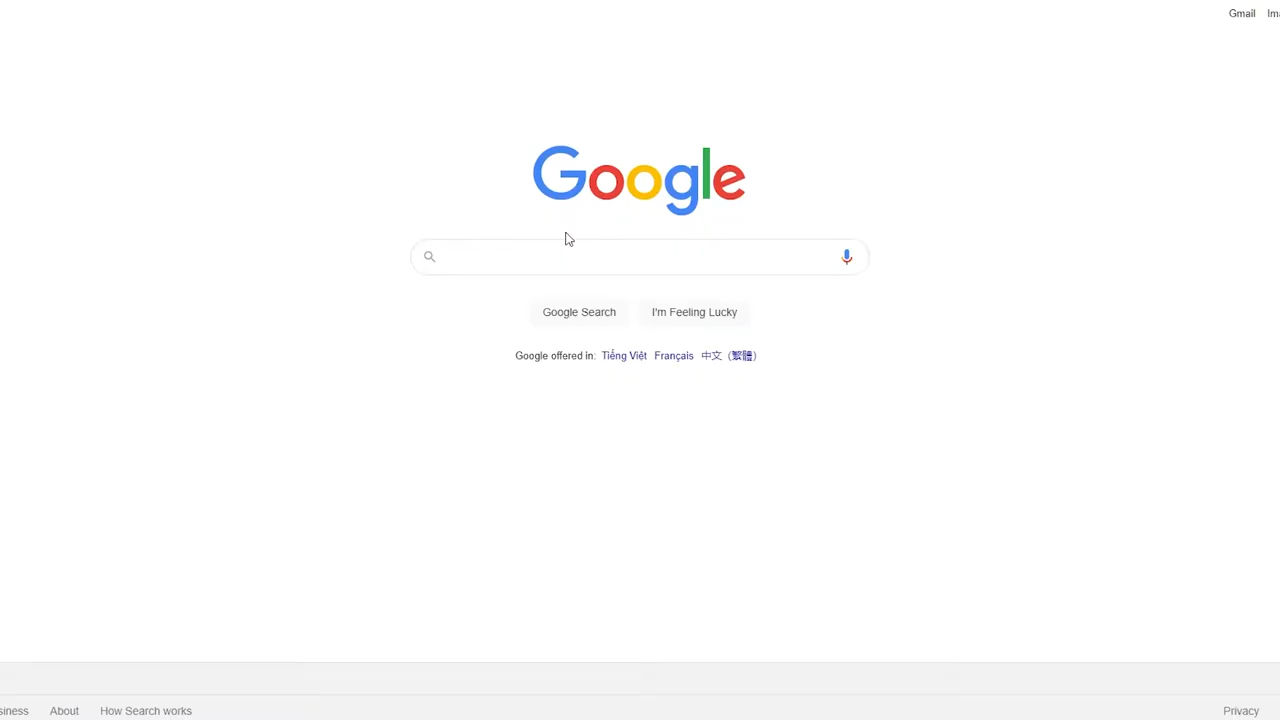 Gmail
Google
Google Search I'm Feeling Lucky
Google offered in: Tiếng Việt Français 中文 (繁體)
About How Search works Privacy